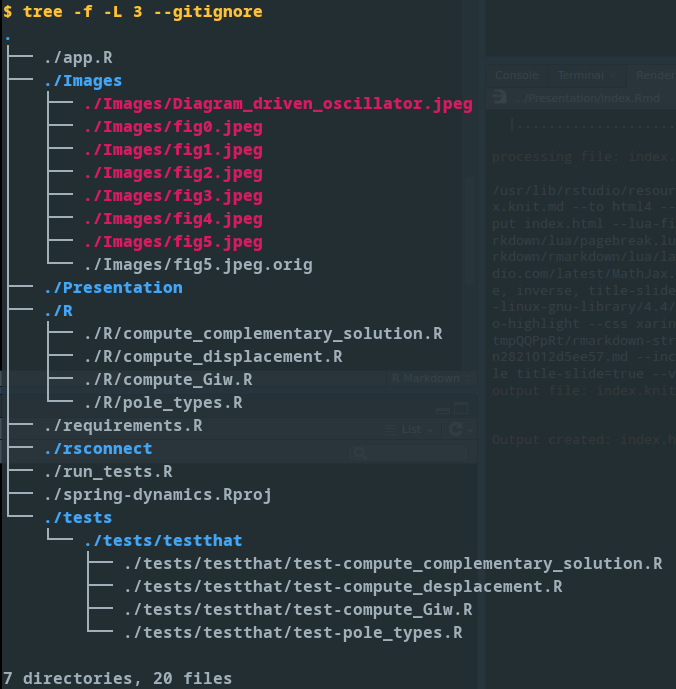 $ tree -f -L 3 --gitignore
.
├── ./app.R
├── ./Images
│   ├── ./Images/Diagram_driven_oscillator.jpeg
│   ├── ./Images/fig0.jpeg
│   ├── ./Images/fig1.jpeg
│   ├── ./Images/fig2.jpeg
│   ├── ./Images/fig3.jpeg
│   ├── ./Images/fig4.jpeg
│   ├── ./Images/fig5.jpeg
│   └── ./Images/fig5.jpeg.orig
├── ./Presentation
├── ./R
│   ├── ./R/compute_complementary_solution.R
│   ├── ./R/compute_displacement.R
│   ├── ./R/compute_Giw.R
│   └── ./R/pole_types.R
├── ./requirements.R
├── ./rsconnect
├── ./run_tests.R
├── ./spring-dynamics.Rproj
└── ./tests
    └── ./tests/testthat
        ├── ./tests/testthat/test-compute_complementary_solution.R
        ├── ./tests/testthat/test-compute_desplacement.R
        ├── ./tests/testthat/test-compute_Giw.R
        └── ./tests/testthat/test-pole_types.R
7 directories, 20 files
Console Terminal Render
.../Presentation/index.Rmd
|....................
processing file: index.
/usr/lib/rstudio/resour
x.knit.md --to html4 --
put index.html --lua-fi
rkdown/lua/pagebreak.lu
rkdown/rmarkdown/lua/la
dio.com/latest/MathJax.
e, inverse, title-slide
-linux-gnu-library/4.4/
o-highlight --css xarin
tmpQQPpRt/rmarkdown-str
n2821012d5ee57.md --inc
le title-slide=true --v
output file: index.knit
Output created: index.h
R Markdown
List